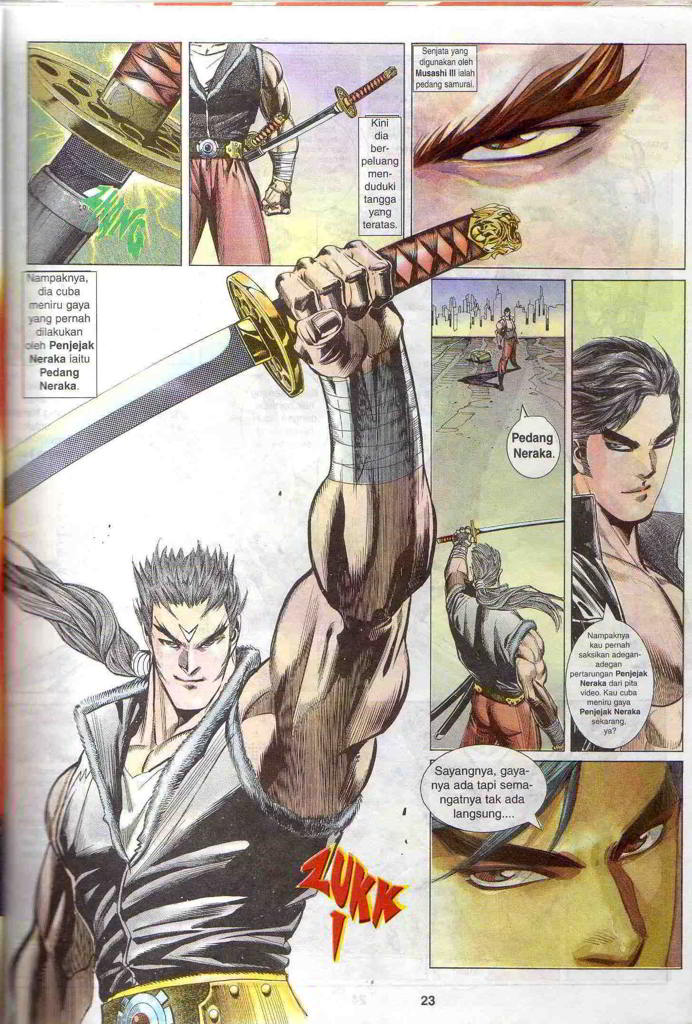 ZHANG
Kini
dia
ber-
peluang
men-
duduki
tangga
yang
teratas.
Senjata yang
digunakan oleh
Musashi III ialah
pedang samurai.
Nampaknya,
dia cuba
meniru gaya
yang pernah
dilakukan
oleh Penjejak
Neraka iaitu
Pedang
Neraka.
Pedang
Neraka.
Nampaknya
kau pernah
saksikan adegan-
adegan
pertarungan Penjejak
Neraka dari pita
video. Kau cuba
meniru gaya
Penjejak Neraka
sekarang,
ya?
Sayangnya, gaya-
nya ada tapi sema-
ngatnya tak ada
langsung....
ZUKK
!
23